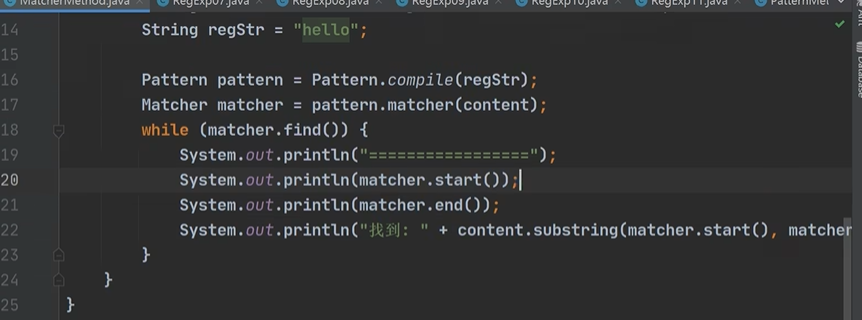 MatcherMethod.java RegExp07.java RegExp08.java RegExp09.java RegExp10.java RegExp11.java PatternMet
14 String regStr = "hello";
15
16 Pattern pattern = Pattern.compile(regStr);
17 Matcher matcher = pattern.matcher(content);
18 while (matcher.find()) {
19 System.out.println("=================");
20 System.out.println(matcher.start());
21 System.out.println(matcher.end());
22 System.out.println("找到: " + content.substring(matcher.start(), matcher
23 }
24 }
25 }
Database